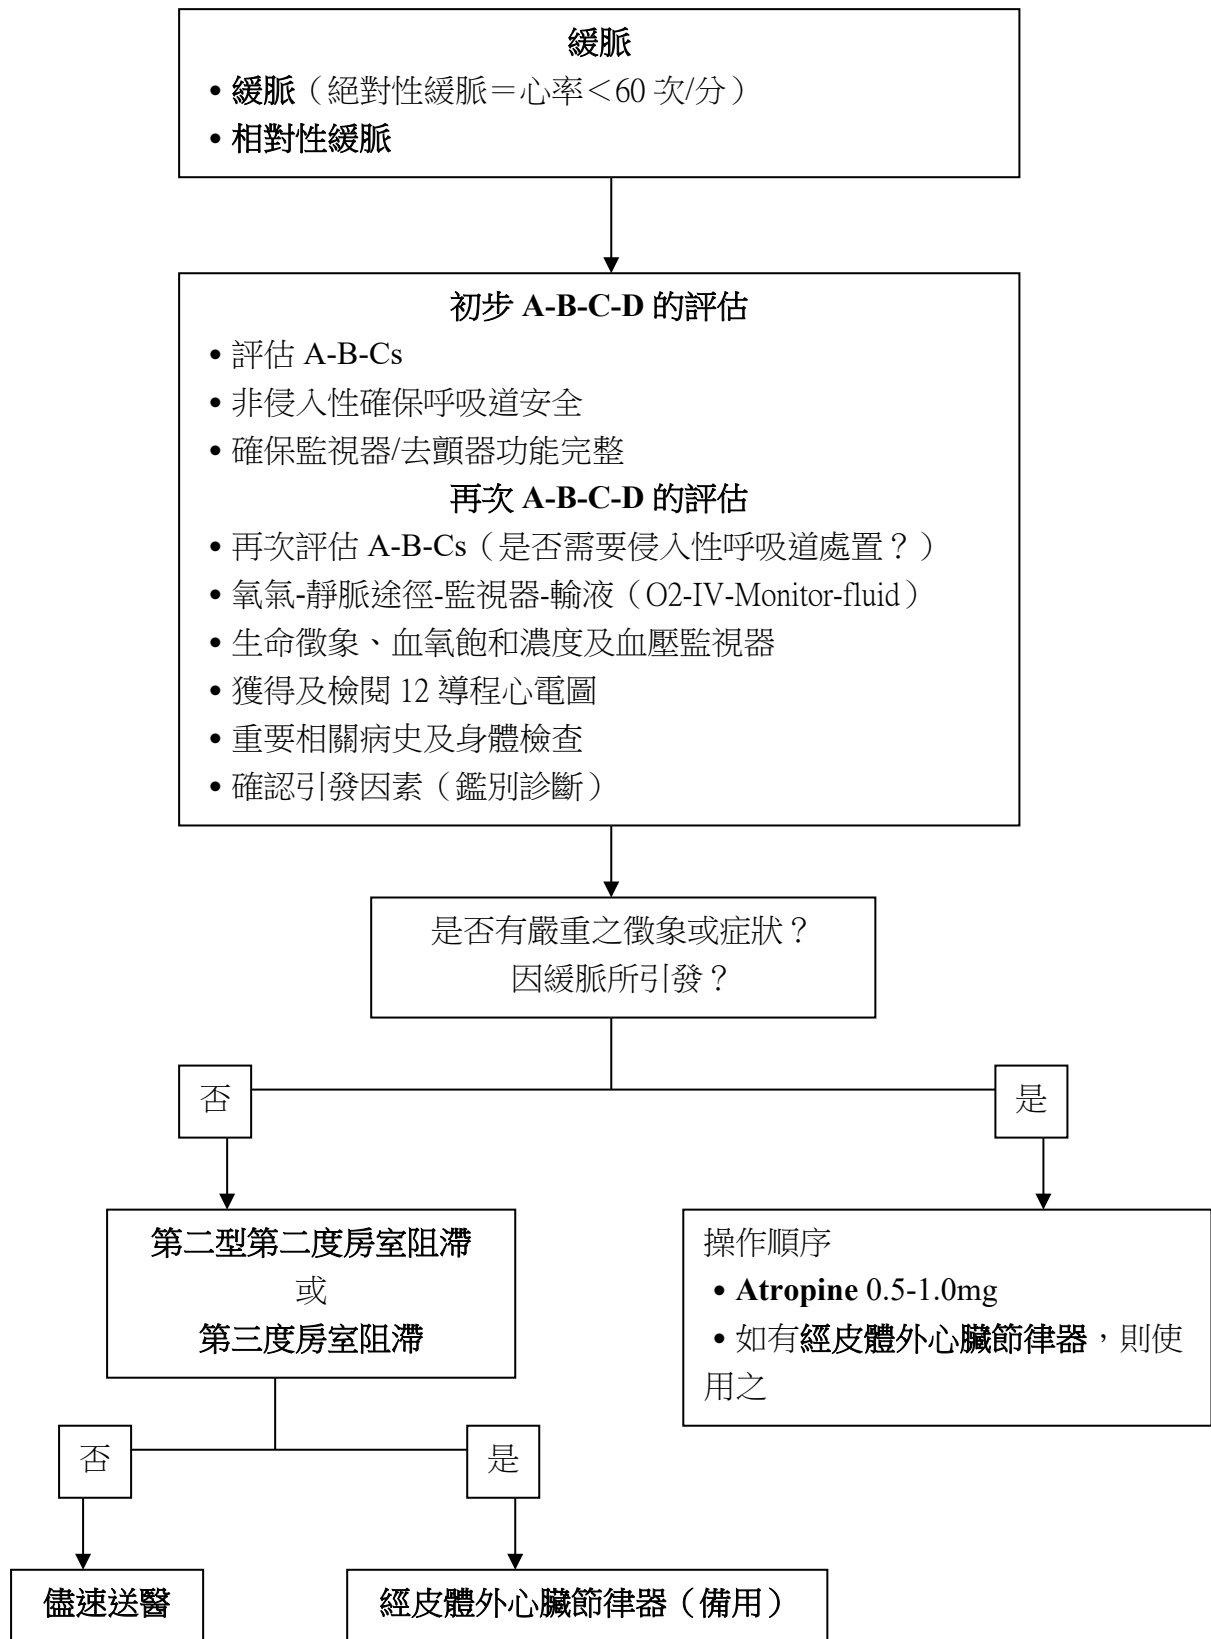 緩脈
• 緩脈（絕對性緩脈＝心率＜60 次/分）
• 相對性緩脈
初步 A-B-C-D 的評估
• 評估 A-B-Cs
• 非侵入性確保呼吸道安全
• 確保監視器/去顫器功能完整
再次 A-B-C-D 的評估
• 再次評估 A-B-Cs（是否需要侵入性呼吸道處置？）
• 氧氣-靜脈途徑-監視器-輸液（O2-IV-Monitor-fluid）
• 生命徵象、血氧飽和濃度及血壓監視器
• 獲得及檢閱 12 導程心電圖
• 重要相關病史及身體檢查
• 確認引發因素（鑑別診斷）
是否有嚴重之徵象或症狀？
因緩脈所引發？
否
是
第二型第二度房室阻滯
或
第三度房室阻滯
操作順序
• Atropine 0.5-1.0mg
• 如有經皮體外心臟節律器，則使
用之
否
是
儘速送醫
經皮體外心臟節律器（備用）